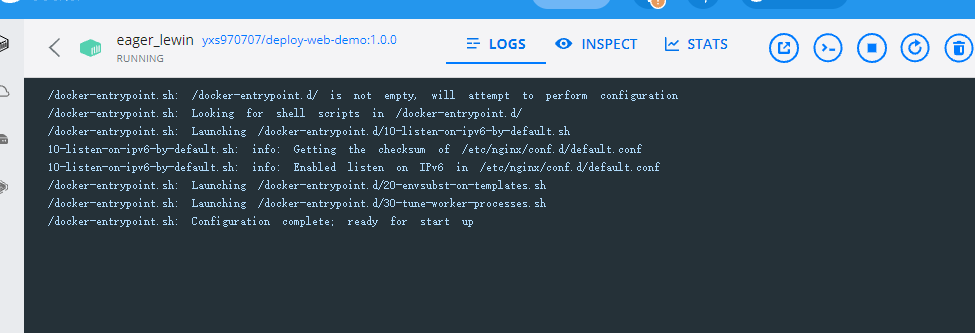 eager_lewin yxs970707/deploy-web-demo:1.0.0
RUNNING
LOGS
INSPECT
STATS
/docker-entrypoint.sh: /docker-entrypoint.d/ is not empty, will attempt to perform configuration
/docker-entrypoint.sh: Looking for shell scripts in /docker-entrypoint.d/
/docker-entrypoint.sh: Launching /docker-entrypoint.d/10-listen-on-ipv6-by-default.sh
10-listen-on-ipv6-by-default.sh: info: Getting the checksum of /etc/nginx/conf.d/default.conf
10-listen-on-ipv6-by-default.sh: info: Enabled listen on IPv6 in /etc/nginx/conf.d/default.conf
/docker-entrypoint.sh: Launching /docker-entrypoint.d/20-envsubst-on-templates.sh
/docker-entrypoint.sh: Launching /docker-entrypoint.d/30-tune-worker-processes.sh
/docker-entrypoint.sh: Configuration complete; ready for start up